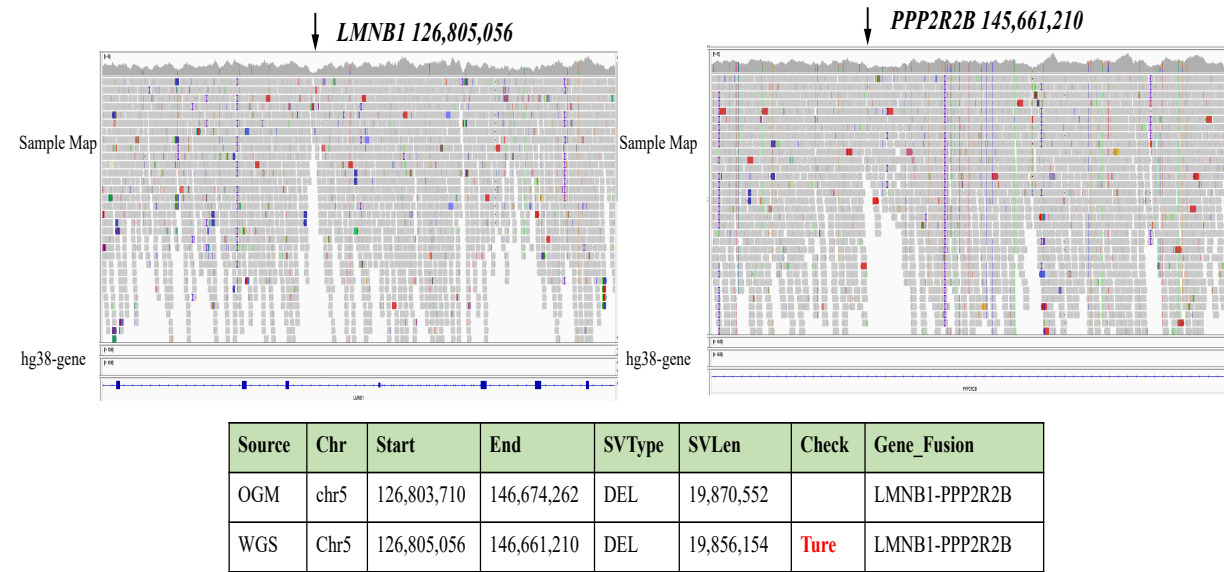 LMNB1 126,805,056
PPP2R2B 145,661,210
Sample Map
Sample Map
hg38-gene
hg38-gene
LMNB1
PPP2R2B
Source Chr Start End SVType SVLen Check Gene_Fusion
OGM chr5 126,803,710 146,674,262 DEL 19,870,552 LMNB1-PPP2R2B
WGS Chr5 126,805,056 146,661,210 DEL 19,856,154 Ture LMNB1-PPP2R2B